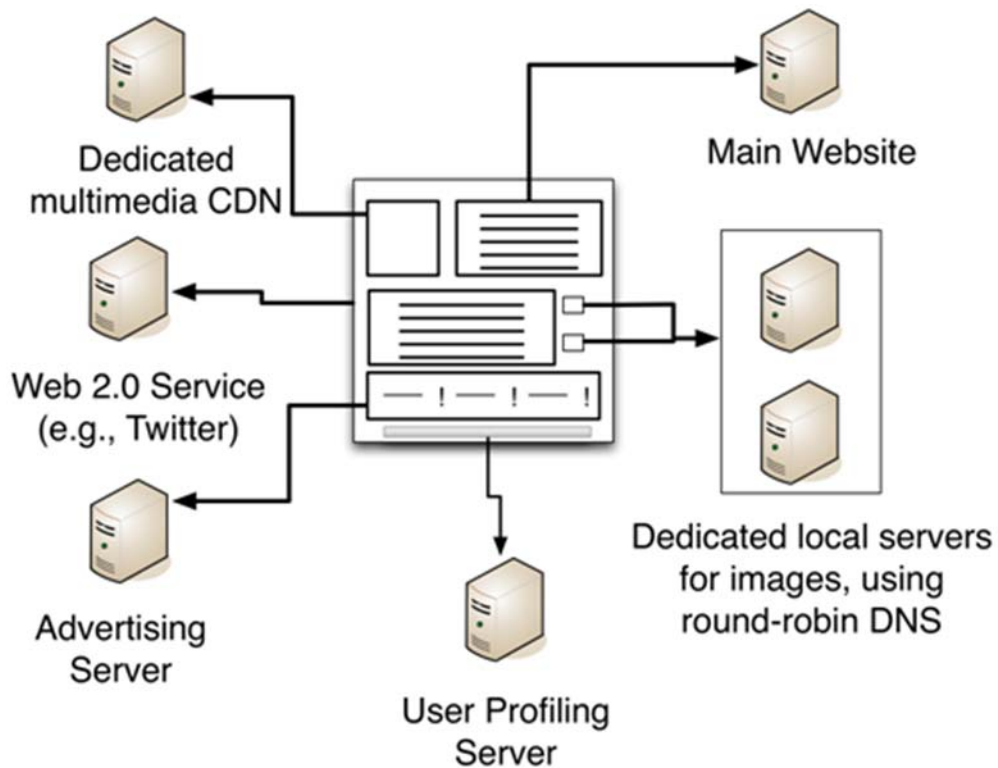 Dedicated
multimedia CDN
Main Website
Web 2.0 Service
(e.g., Twitter)
Dedicated local servers
for images, using
round-robin DNS
Advertising
Server
User Profiling
Server